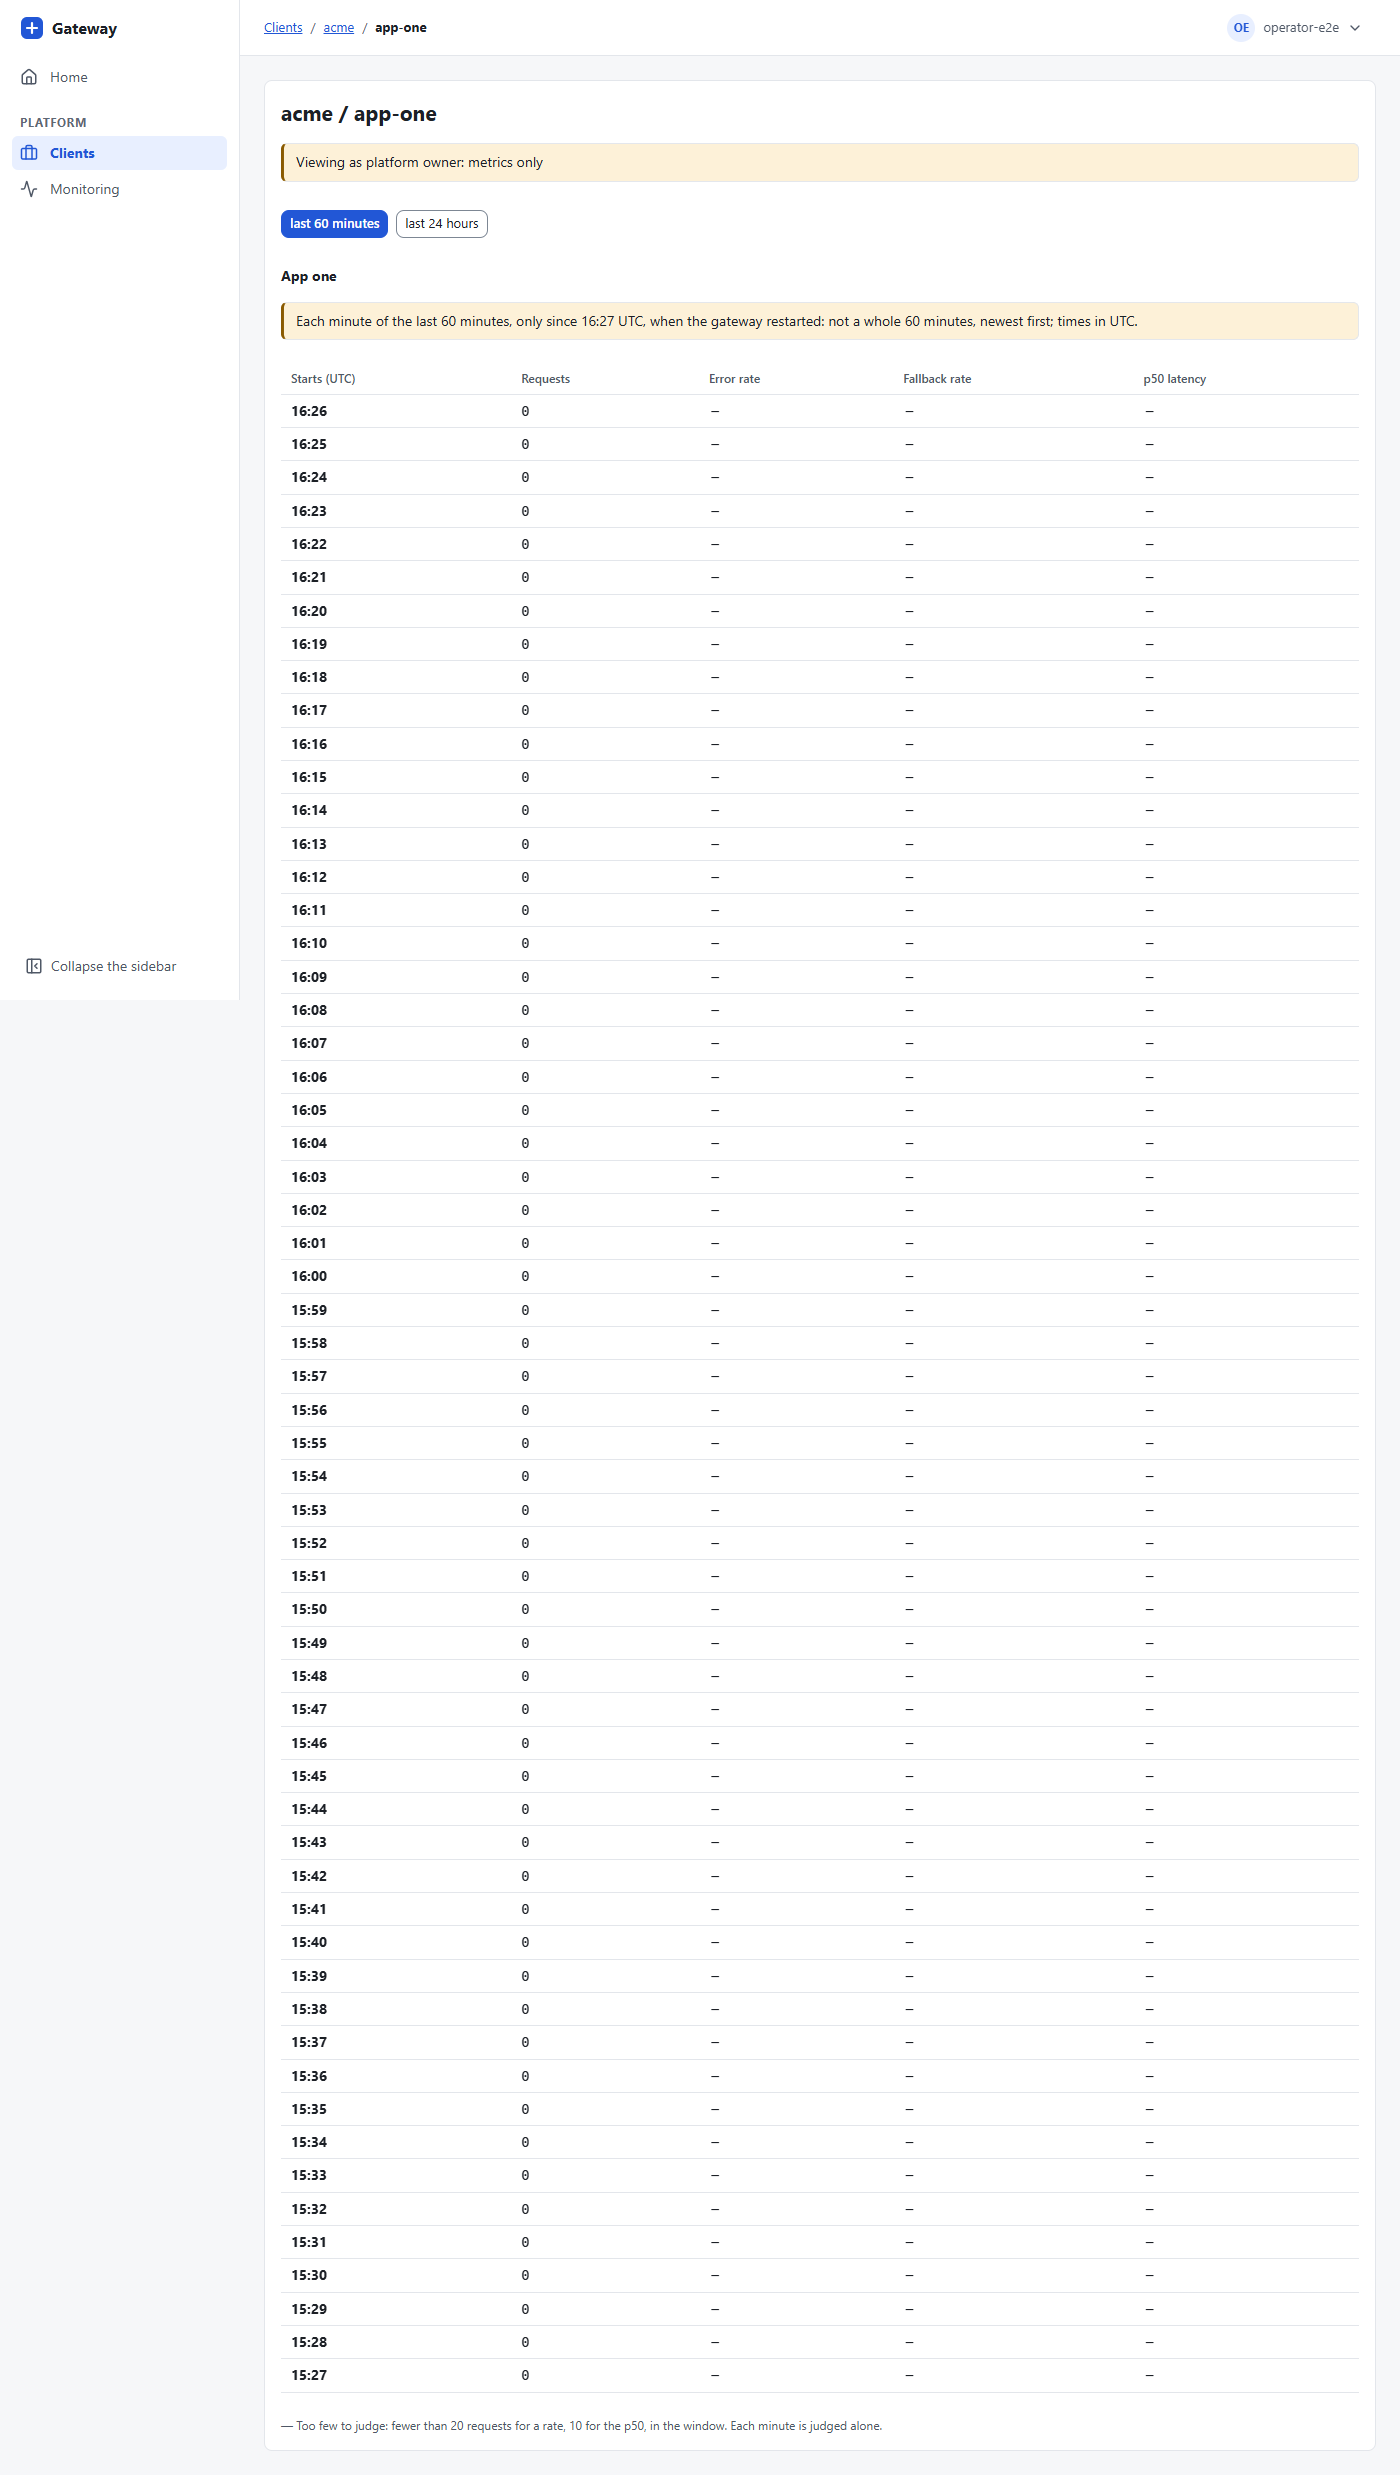 Gateway
Clients / acme / app-one
OE operator-e2e
Home
PLATFORM
Clients
Monitoring
Collapse the sidebar
acme / app-one
Viewing as platform owner: metrics only
last 60 minutes last 24 hours
App one
Each minute of the last 60 minutes, only since 16:27 UTC, when the gateway restarted: not a whole 60 minutes, newest first; times in UTC.
Starts (UTC) Requests Error rate Fallback rate p50 latency
16:26 0 — — —
16:25 0 — — —
16:24 0 — — —
16:23 0 — — —
16:22 0 — — —
16:21 0 — — —
16:20 0 — — —
16:19 0 — — —
16:18 0 — — —
16:17 0 — — —
16:16 0 — — —
16:15 0 — — —
16:14 0 — — —
16:13 0 — — —
16:12 0 — — —
16:11 0 — — —
16:10 0 — — —
16:09 0 — — —
16:08 0 — — —
16:07 0 — — —
16:06 0 — — —
16:05 0 — — —
16:04 0 — — —
16:03 0 — — —
16:02 0 — — —
16:01 0 — — —
16:00 0 — — —
15:59 0 — — —
15:58 0 — — —
15:57 0 — — —
15:56 0 — — —
15:55 0 — — —
15:54 0 — — —
15:53 0 — — —
15:52 0 — — —
15:51 0 — — —
15:50 0 — — —
15:49 0 — — —
15:48 0 — — —
15:47 0 — — —
15:46 0 — — —
15:45 0 — — —
15:44 0 — — —
15:43 0 — — —
15:42 0 — — —
15:41 0 — — —
15:40 0 — — —
15:39 0 — — —
15:38 0 — — —
15:37 0 — — —
15:36 0 — — —
15:35 0 — — —
15:34 0 — — —
15:33 0 — — —
15:32 0 — — —
15:31 0 — — —
15:30 0 — — —
15:29 0 — — —
15:28 0 — — —
15:27 0 — — —
— Too few to judge: fewer than 20 requests for a rate, 10 for the p50, in the window. Each minute is judged alone.